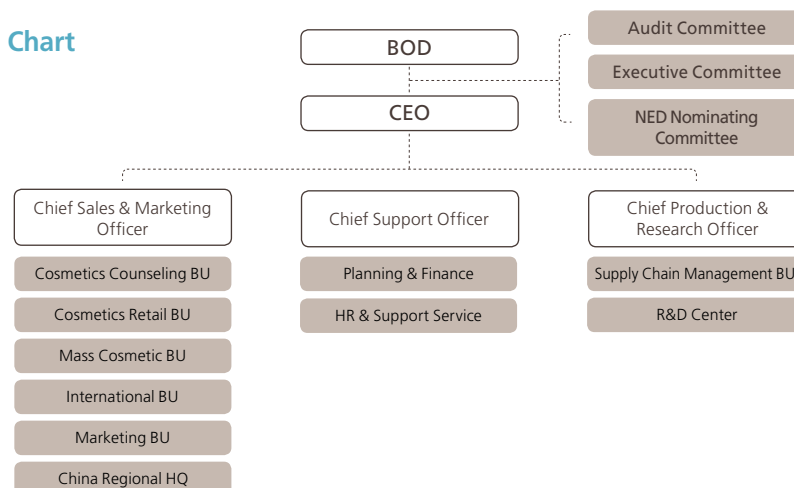 Chart
BOD
CEO
Audit Committee
Executive Committee
NED Nominating
Committee
Chief Sales & Marketing
Officer
Cosmetics Counseling BU
Cosmetics Retail BU
Mass Cosmetic BU
International BU
Marketing BU
China Regional HQ
Chief Support Officer
Planning & Finance
HR & Support Service
Chief Production &
Research Officer
Supply Chain Management BU
R&D Center